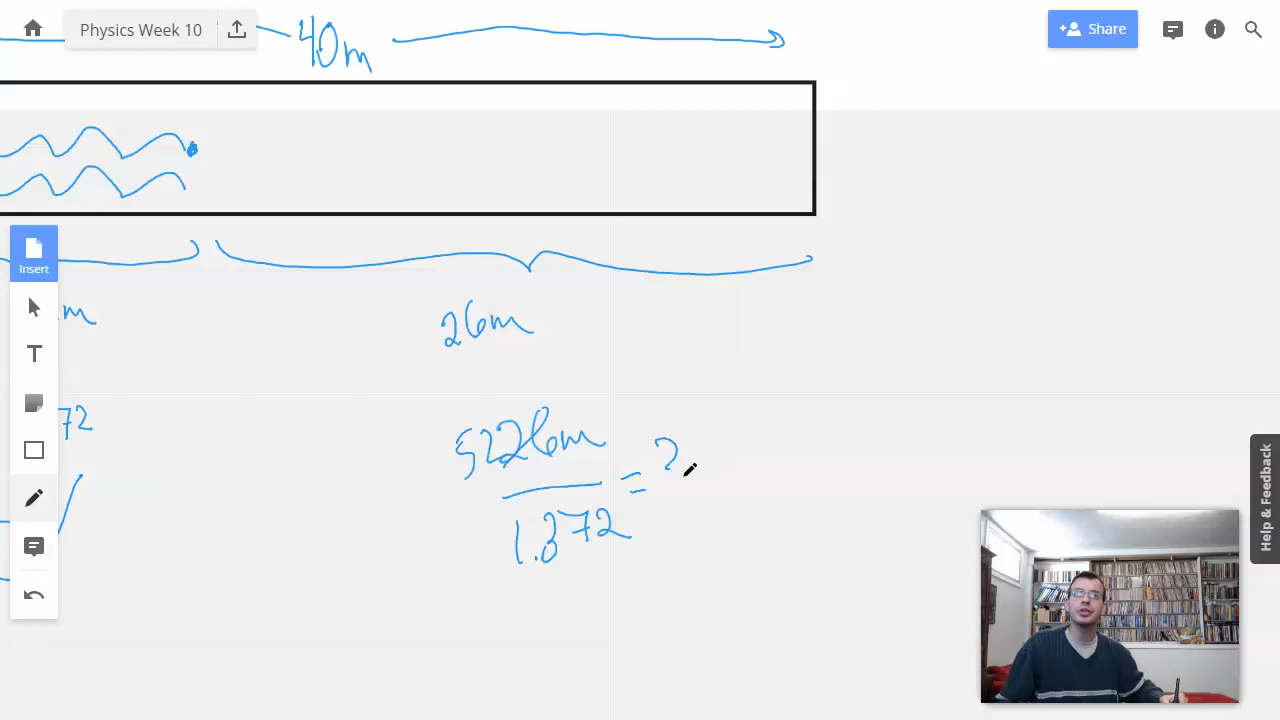 40m
Physics Week 10
Share
Insert
m
26m
72
5226m
= ?
1.372
Help & Feedback